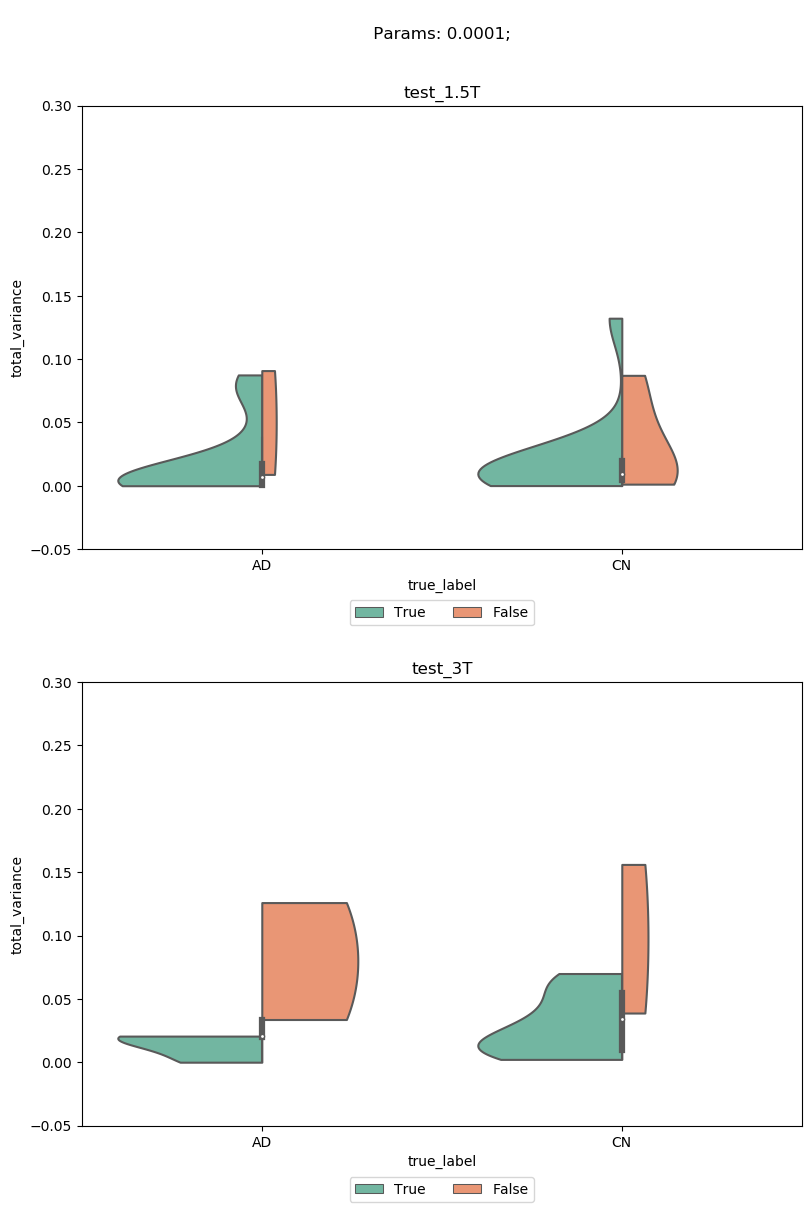 Params: 0.0001;
test_1.5T
0.30
0.25
0.20
0.15
0.10
0.05
0.00
−0.05
total_variance
AD CN
true_label
True False
test_3T
0.30
0.25
0.20
0.15
0.10
0.05
0.00
−0.05
total_variance
AD CN
true_label
True False